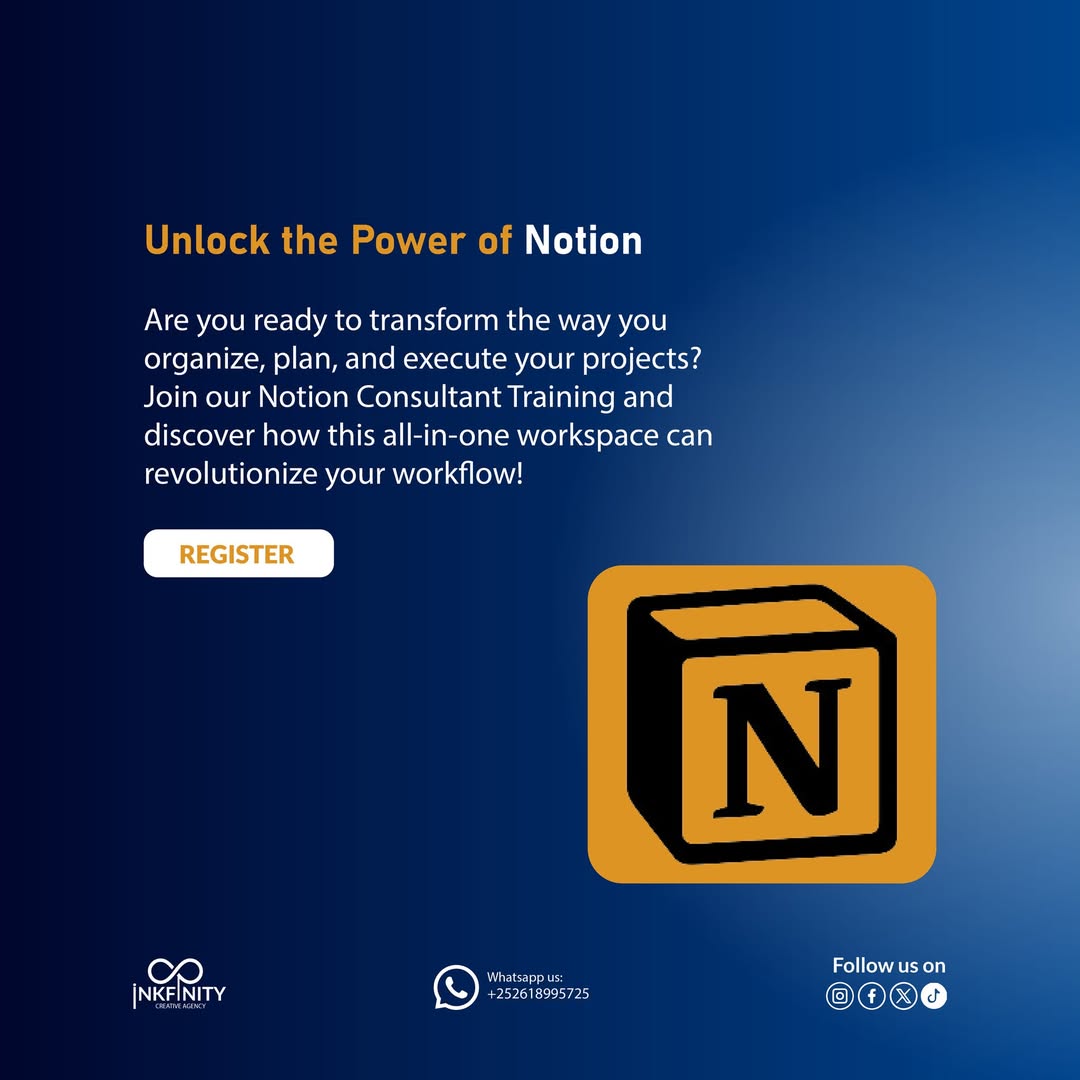 Unlock the Power of Notion
Are you ready to transform the way you
organize, plan, and execute your projects?
Join our Notion Consultant Training and
discover how this all-in-one workspace can
revolutionize your workflow!
REGISTER
N
iNKFiNITY
CREATIVE AGENCY
Whatsapp us:
+252618995725
Follow us on